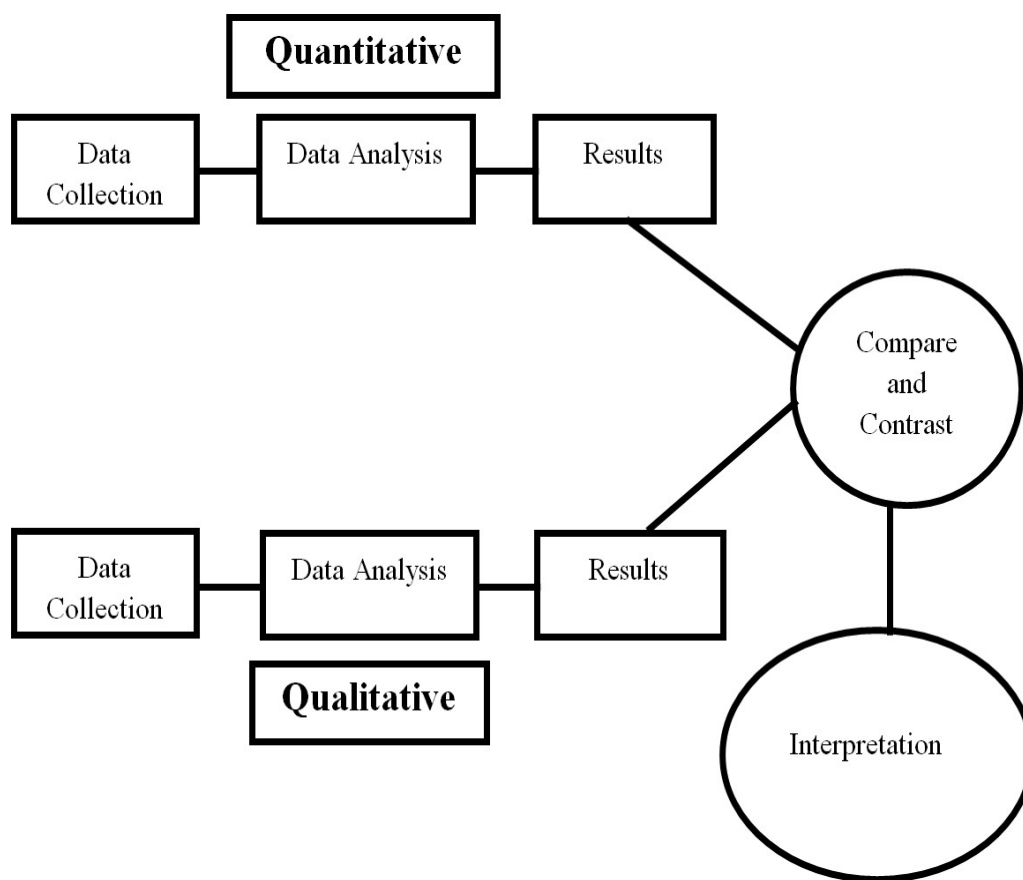 Quantitative
Data
Collection
Data Analysis
Results
Compare
and
Contrast
Data
Collection
Data Analysis
Results
Qualitative
Interpretation